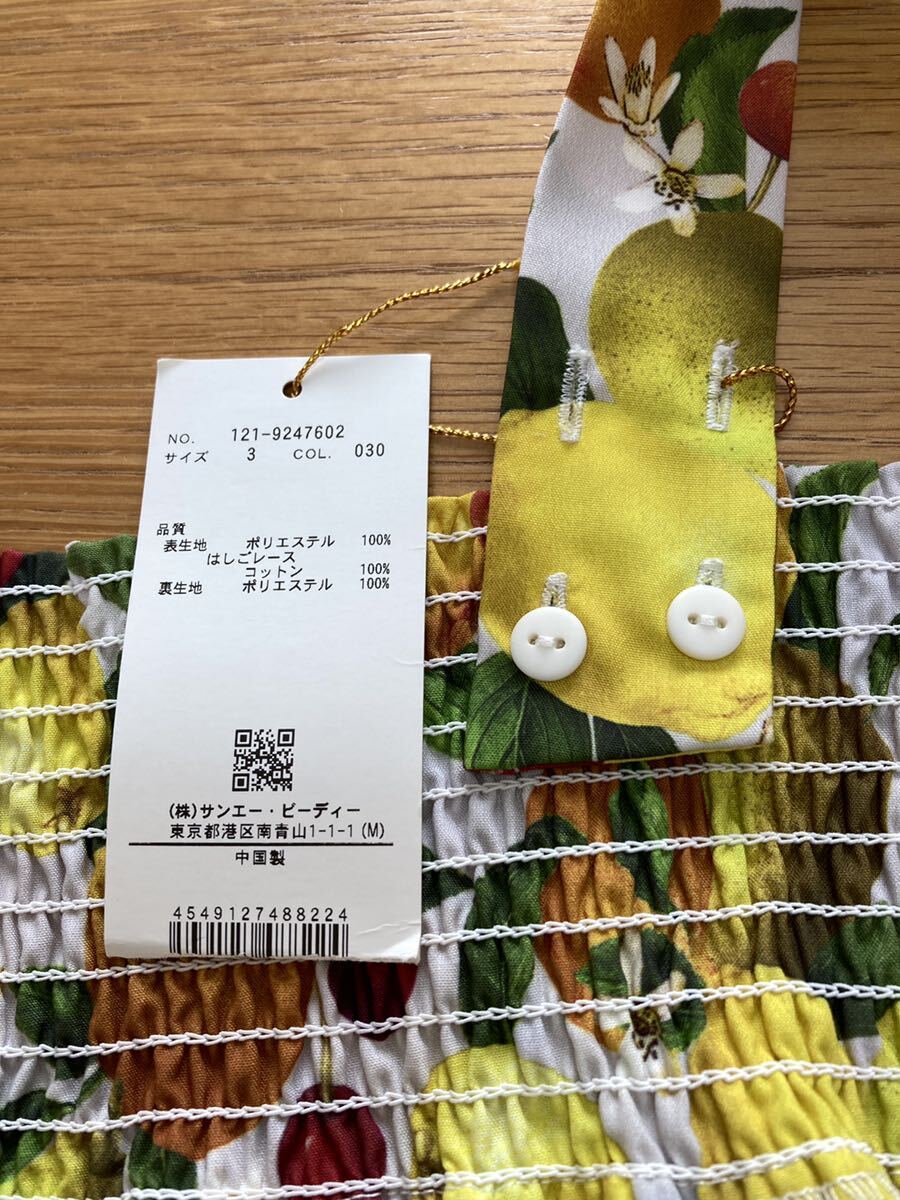 NO. 121-9247602
サイズ 3 COL. 030
品質
表生地 ポリエステル 100%
はしごレース
コットン 100%
裏生地 ポリエステル 100%
(株)サンエー・ビーディー
東京都港区南青山1-1-1(M)
中国製
4549127488224